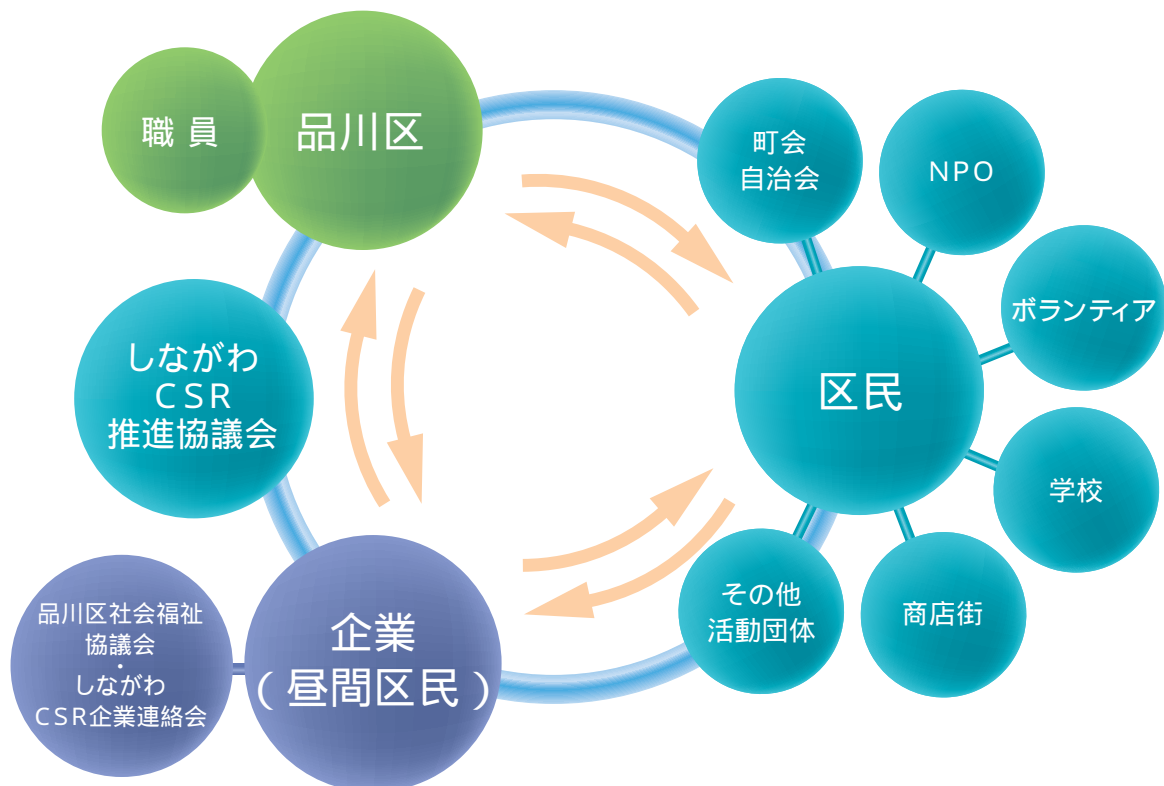 職員
品川区
町会
自治会
NPO
ボランティア
しながわ
CSR
推進協議会
区民
学校
その他
活動団体
商店街
品川区社会福祉
協議会
・
しながわ
CSR企業連絡会
企業
(昼間区民)